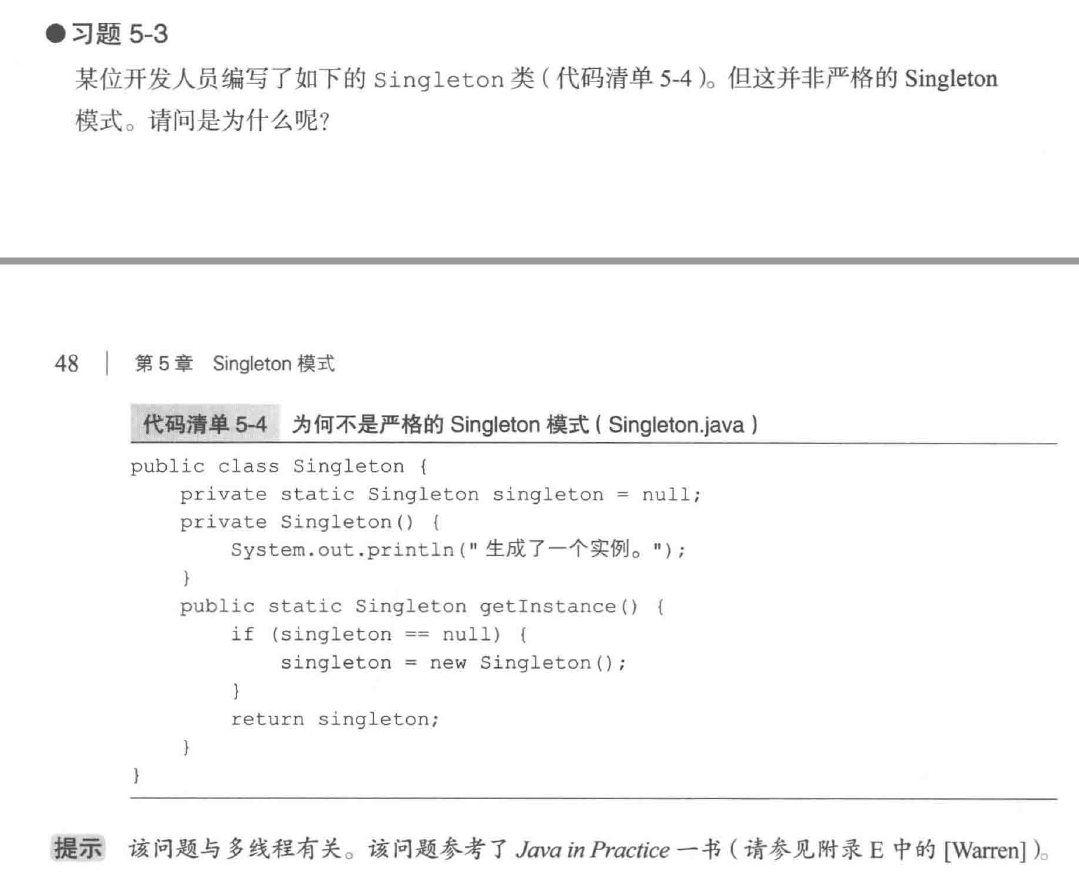 ●习题 5-3
某位开发人员编写了如下的 Singleton 类（代码清单 5-4）。但这并非严格的 Singleton
模式。请问是为什么呢？
48 | 第 5 章 Singleton 模式
代码清单 5-4 为何不是严格的 Singleton 模式（Singleton.java）
public class Singleton {
    private static Singleton singleton = null;
    private Singleton() {
        System.out.println(" 生成了一个实例。");
    }
    public static Singleton getInstance() {
        if (singleton == null) {
            singleton = new Singleton();
        }
        return singleton;
    }
}
提示 该问题与多线程有关。该问题参考了 Java in Practice 一书（请参见附录 E 中的 [Warren]）。